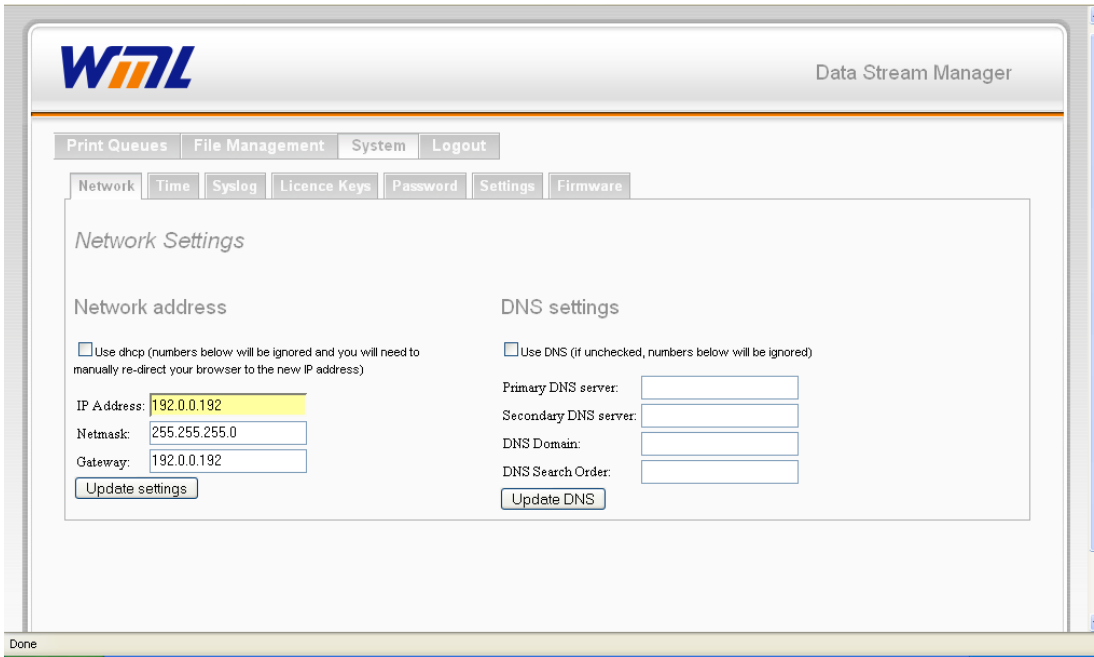 WML
Data Stream Manager
Print Queues File Management System Logout
Network Time Syslog Licence Keys Password Settings Firmware
Network Settings
Network address
Use dhcp (numbers below will be ignored and you will need to
manually re-direct your browser to the new IP address)
IP Address: 192.0.0.192
Netmask: 255.255.255.0
Gateway: 192.0.0.192
Update settings
DNS settings
Use DNS (if unchecked, numbers below will be ignored)
Primary DNS server:
Secondary DNS server:
DNS Domain:
DNS Search Order:
Update DNS
Done